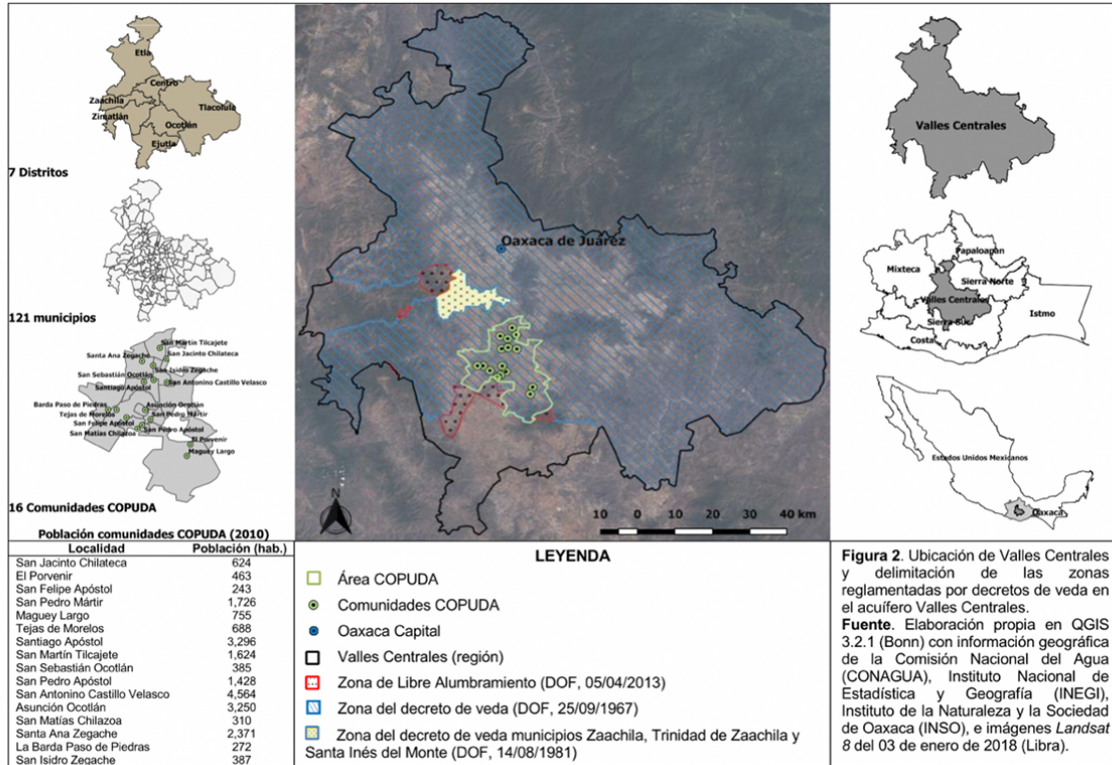 Etla
Centro
Zaachila
Tlacolula
Zimatlán
Ocotlán
Ejutla
7 Distritos
121 municipios
San Martín Tilcajete
Santa Ana Zegache
San Jacinto Chilateca
San Isidro Zegache
San Sebastián Ocotlán
San Antonino Castillo Velasco
Santiago Apóstol
Barda Paso de Piedras
Asunción Ocotlán
Tejas de Morelos
San Pedro Mártir
San Felipe Apóstol
San Matías Chilazoa
San Pedro Apóstol
El Porvenir
Maguey Largo
16 Comunidades COPUDA
Población comunidades COPUDA (2010)
Localidad Población (hab.)
San Jacinto Chilateca 624
El Porvenir 463
San Felipe Apóstol 243
San Pedro Mártir 1,726
Maguey Largo 755
Tejas de Morelos 688
Santiago Apóstol 3,296
San Martín Tilcajete 1,624
San Sebastián Ocotlán 385
San Pedro Apóstol 1,428
San Antonino Castillo Velasco 4,564
Asunción Ocotlán 3,250
San Matías Chilazoa 310
Santa Ana Zegache 2,371
La Barda Paso de Piedras 272
San Isidro Zegache 387
Oaxaca de Juárez
N
10 0 10 20 30 40 km
LEYENDA
Área COPUDA
Comunidades COPUDA
Oaxaca Capital
Valles Centrales (región)
Zona de Libre Alumbramiento (DOF, 05/04/2013)
Zona del decreto de veda (DOF, 25/09/1967)
Zona del decreto de veda municipios Zaachila, Trinidad de Zaachila y
Santa Inés del Monte (DOF, 14/08/1981)
Valles Centrales
Papaloapan
Mixteca
Sierra Norte
Valles Centrales
Istmo
Sierra Sur
Costa
Estados Unidos Mexicanos
Oaxaca
Figura 2. Ubicación de Valles Centrales
y delimitación de las zonas
reglamentadas por decretos de veda en
el acuífero Valles Centrales.
Fuente. Elaboración propia en QGIS
3.2.1 (Bonn) con información geográfica
de la Comisión Nacional del Agua
(CONAGUA), Instituto Nacional de
Estadística y Geografía (INEGI),
Instituto de la Naturaleza y la Sociedad
de Oaxaca (INSO), e imágenes Landsat
8 del 03 de enero de 2018 (Libra).